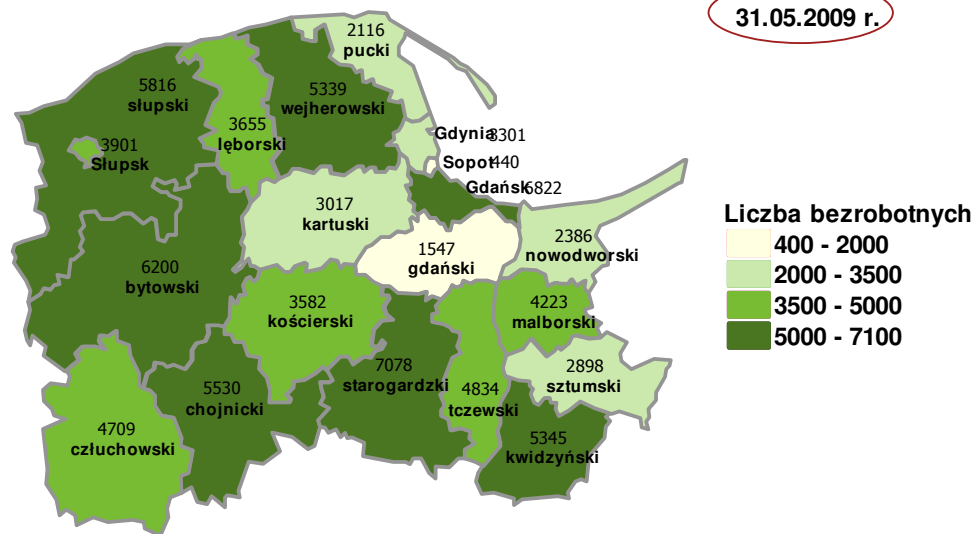 31.05.2009 r.
2116
pucki
5816
słupski
5339
wejherowski
3655
lęborski
3901
Słupsk
Gdynia 3301
Sopot 440
Gdańsk 6822
3017
kartuski
1547
gdański
2386
nowodworski
6200
bytowski
3582
kościerski
4223
malborski
7078
starogardzki
4834
tczewski
2898
sztumski
5530
chojnicki
4709
człuchowski
5345
kwidzyński
Liczba bezrobotnych
400 - 2000
2000 - 3500
3500 - 5000
5000 - 7100